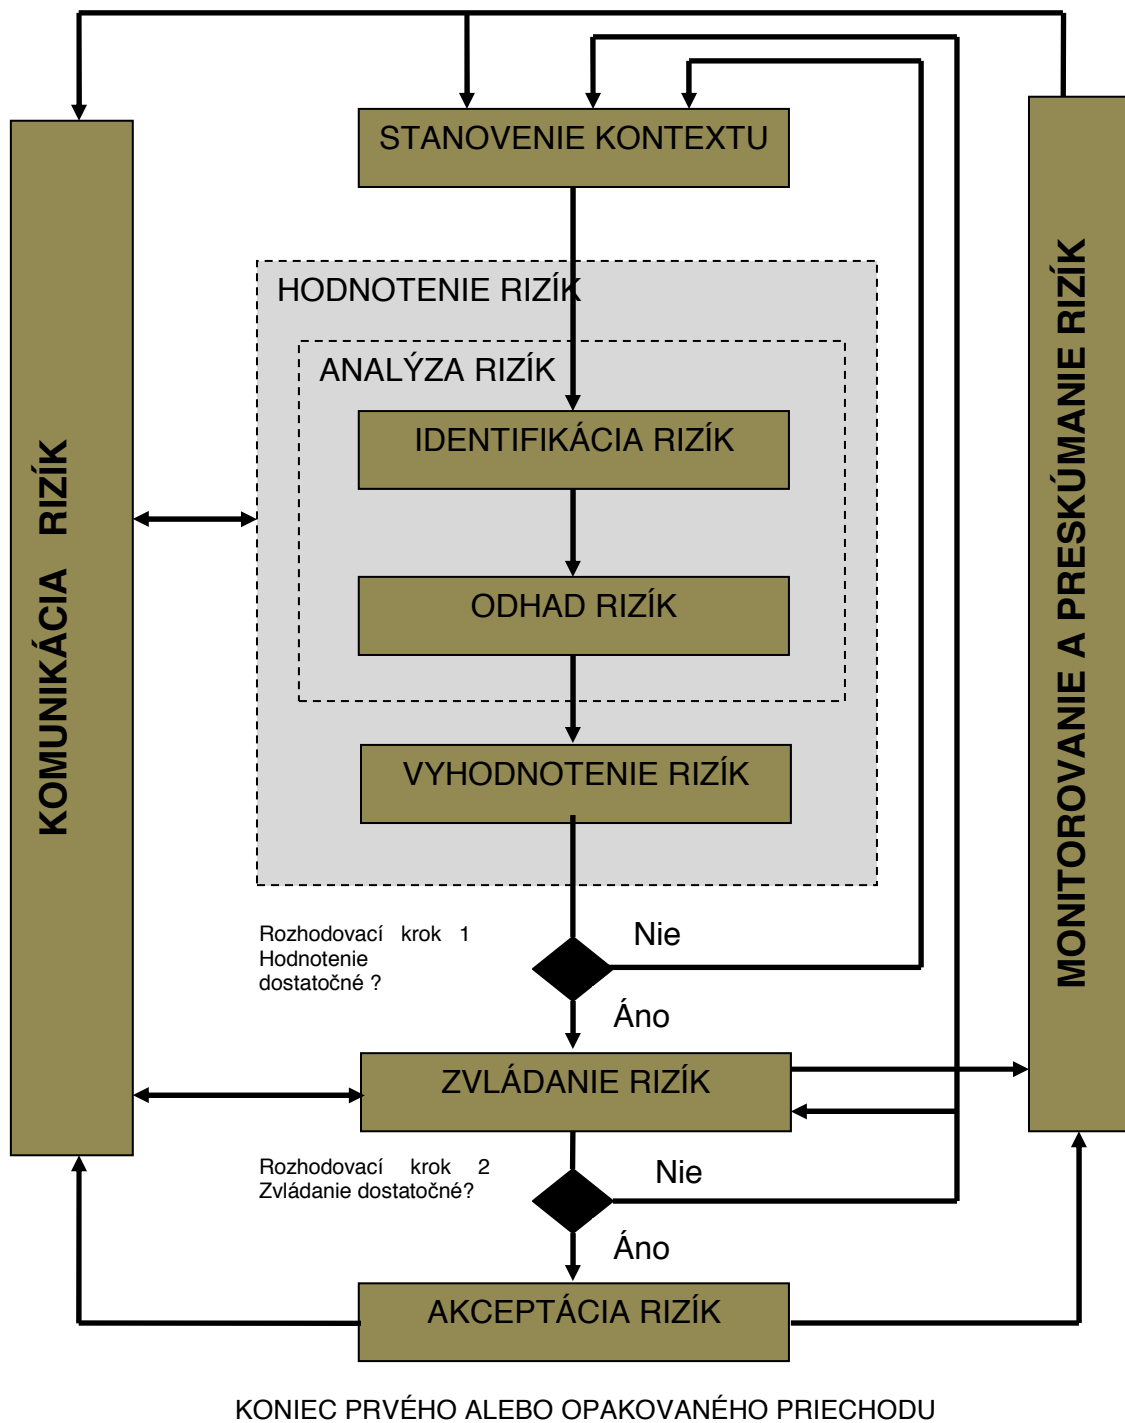 STANOVENIE KONTEXTU
HODNOTENIE RIZÍK
ANALÝZA RIZÍK
IDENTIFIKÁCIA RIZÍK
ODHAD RIZÍK
VYHODNOTENIE RIZÍK
KOMUNIKÁCIA RIZÍK
MONITOROVANIE A PRESKÚMANIE RIZÍK
Rozhodovací krok 1
Hodnotenie
dostatočné ?
Nie
Áno
ZVLÁDANIE RIZÍK
Rozhodovací krok 2
Zvládanie dostatočné?
Nie
Áno
AKCEPTÁCIA RIZÍK
KONIEC PRVÉHO ALEBO OPAKOVANÉHO PRIECHODU